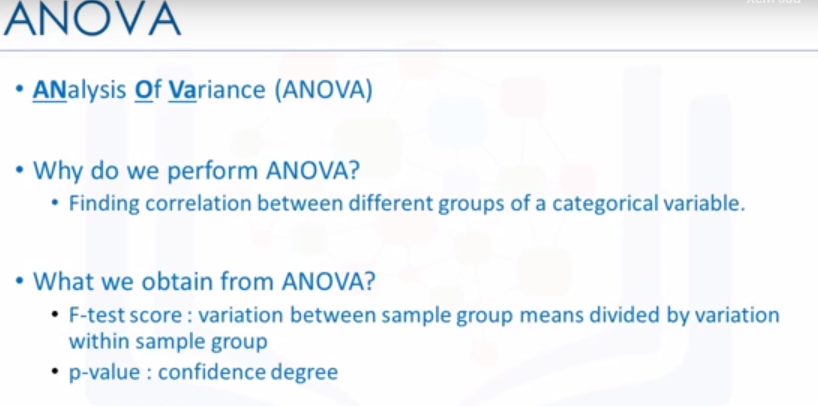 ANOVA
• ANalysis Of Variance (ANOVA)
• Why do we perform ANOVA?
• Finding correlation between different groups of a categorical variable.
• What we obtain from ANOVA?
• F-test score : variation between sample group means divided by variation
within sample group
• p-value : confidence degree